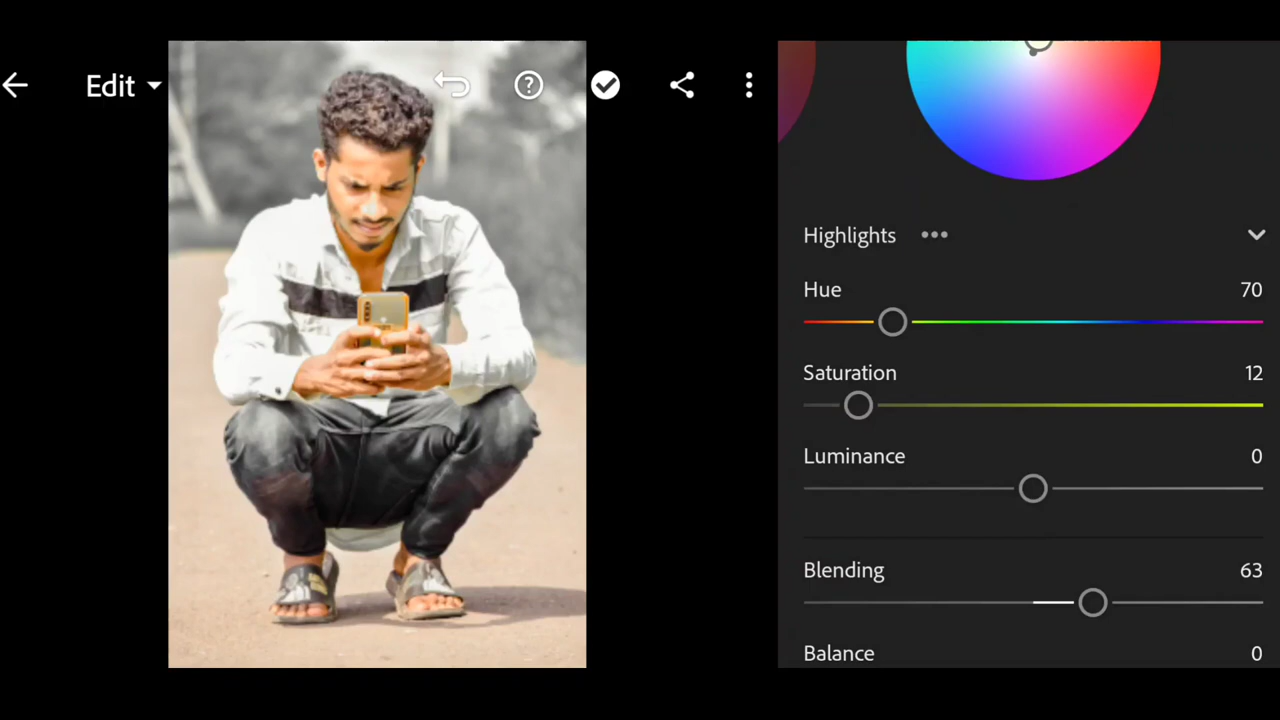 Edit
Highlights
Hue 70
Saturation 12
Luminance 0
Blending 63
Balance 0